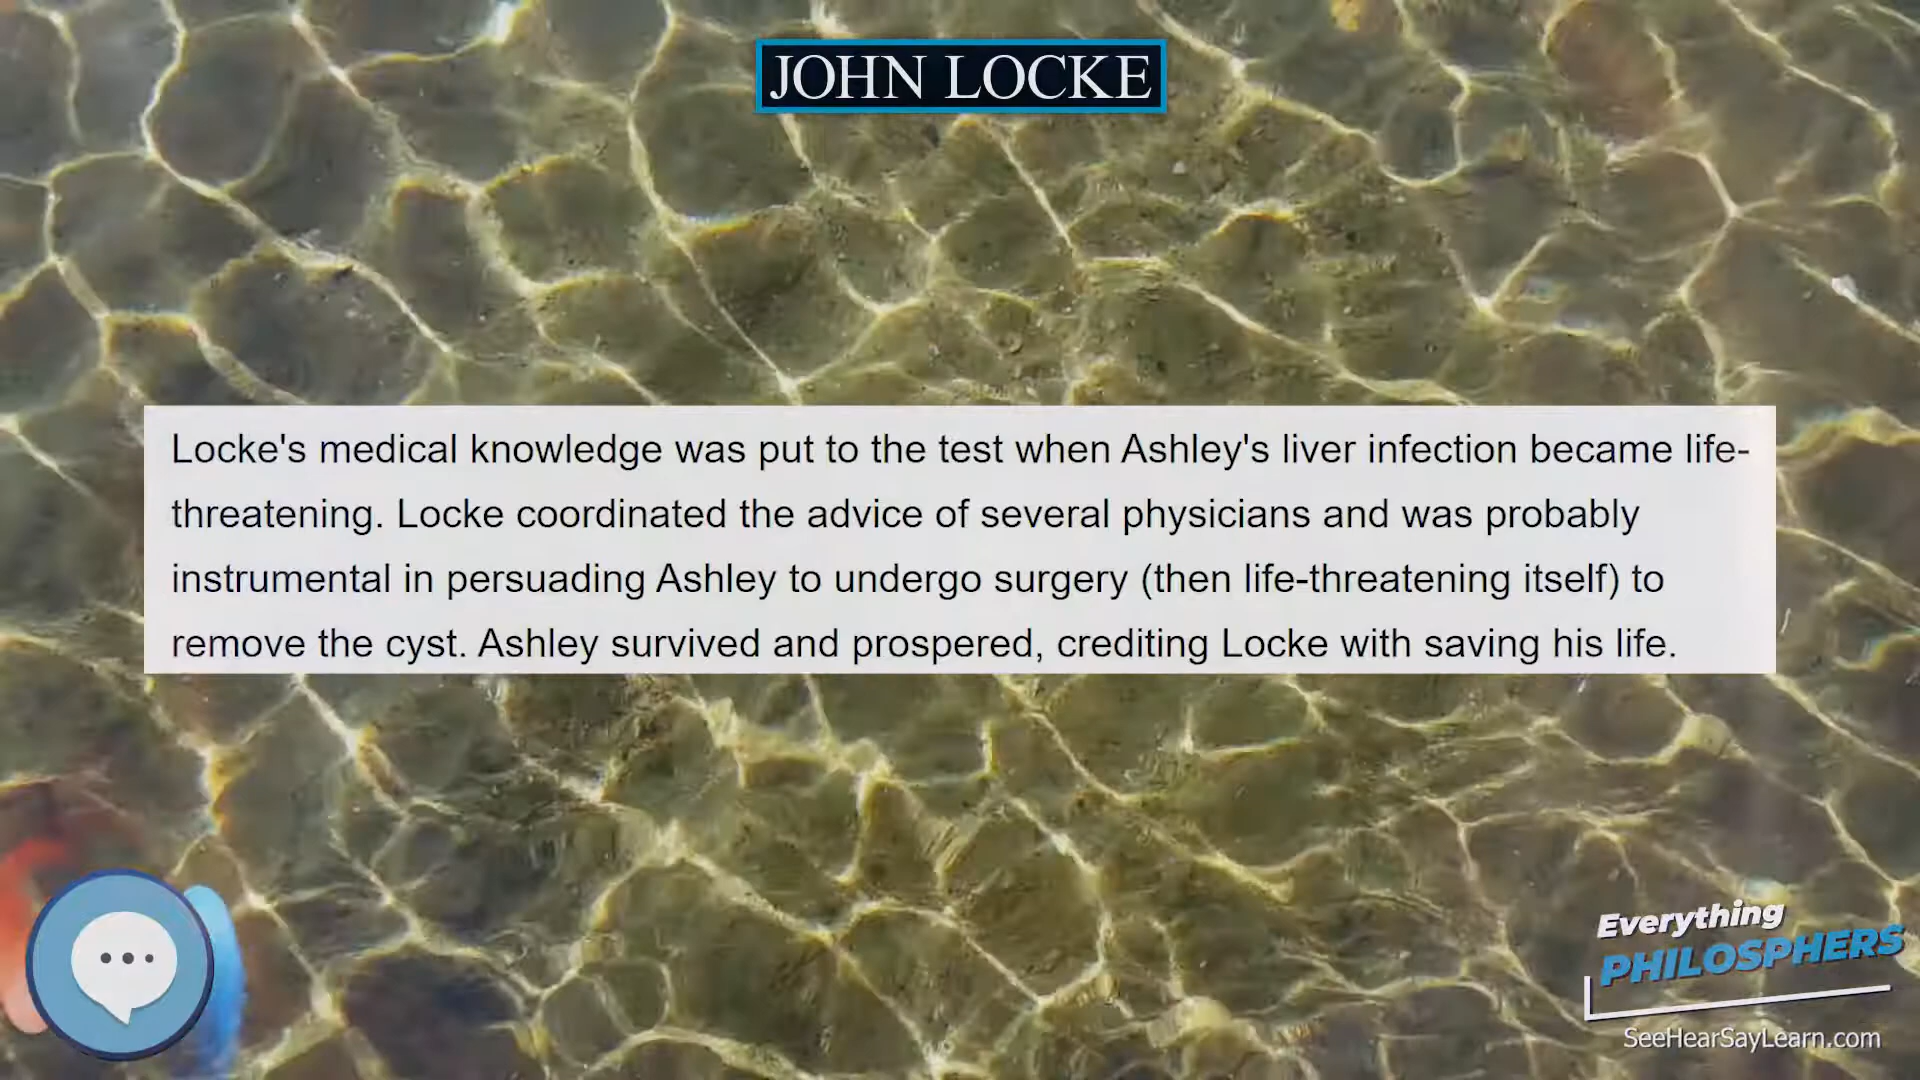 JOHN LOCKE
Locke's medical knowledge was put to the test when Ashley's liver infection became life-
threatening. Locke coordinated the advice of several physicians and was probably
instrumental in persuading Ashley to undergo surgery (then life-threatening itself) to
remove the cyst. Ashley survived and prospered, crediting Locke with saving his life.
Everything
PHILOSPHERS
SeeHearSayLearn.com